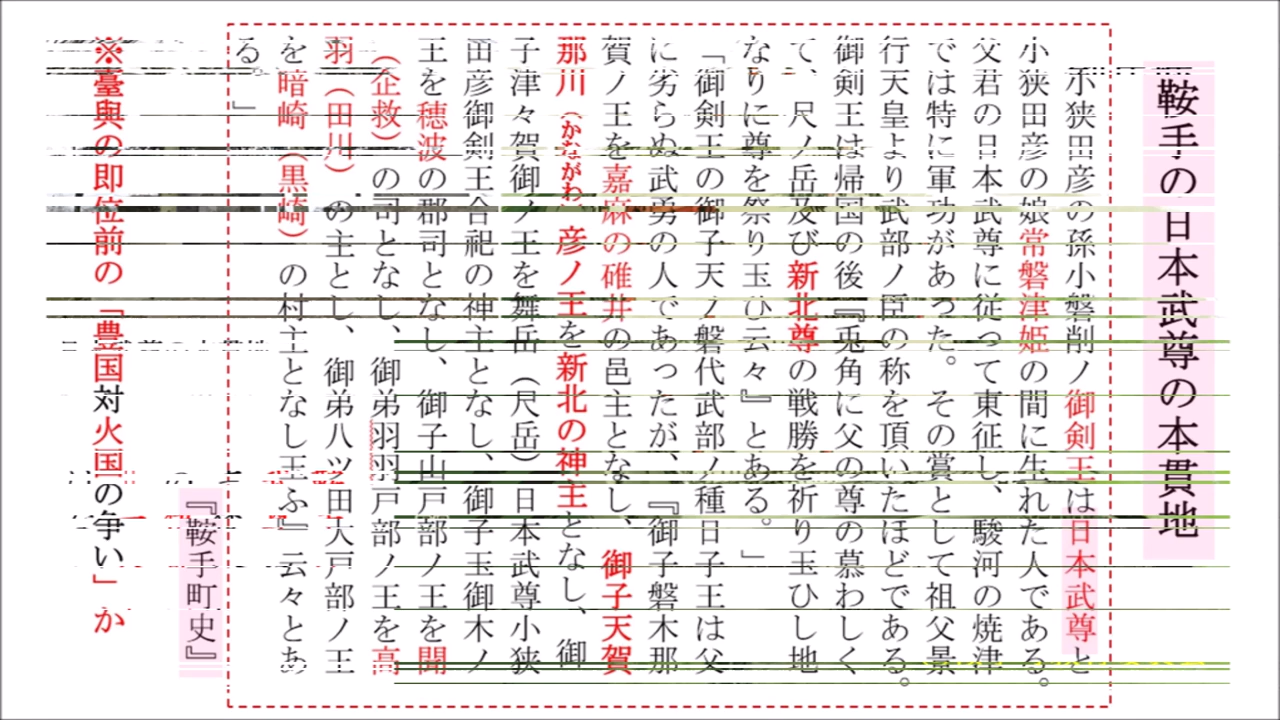 鞍手の日本武尊の本貫地
小狭田彦の孫小磐削ノ御剣王は日本武尊と
小狭田彦の娘常磐津姫の間に生れた人である。
父君の日本武尊に従って東征し、駿河の焼津
では特に軍功があった。その賞として祖父景
行天皇より武部ノ臣の称を頂いたほどである。
御剣王は帰国の後『兎角に父の尊の慕わしく
て尺ノ岳及び新北尊の戦勝を祈り玉ひし地
なりに尊を祭り玉ひ云々』とある。」
「御剣王の御子天ノ磐代武部ノ種日子王は父
に劣らぬ武勇の人であったが、『御子磐木那
賀ノ王を嘉麻の碓井の邑主となし、御子天賀
那川（かながわ）彦ノ王を新北の神主となし、御
子津々賀御ノ王を舞岳（尺岳）日本武尊小狭
田彦御剣王合祀の神主となし、御子玉御木ノ
王を穂波の郡司となし、御子山戸部ノ王を聞
（企救）の司となし、御弟羽羽戸部ノ王を高
羽（田川）の主とし、御弟八ツ田大戸部ノ王
を暗崎（黒崎）の村主となし玉ふ』云々とあ
る。」
『鞍手町史』
※臺與の即位前の「豊国対火国の争い」か